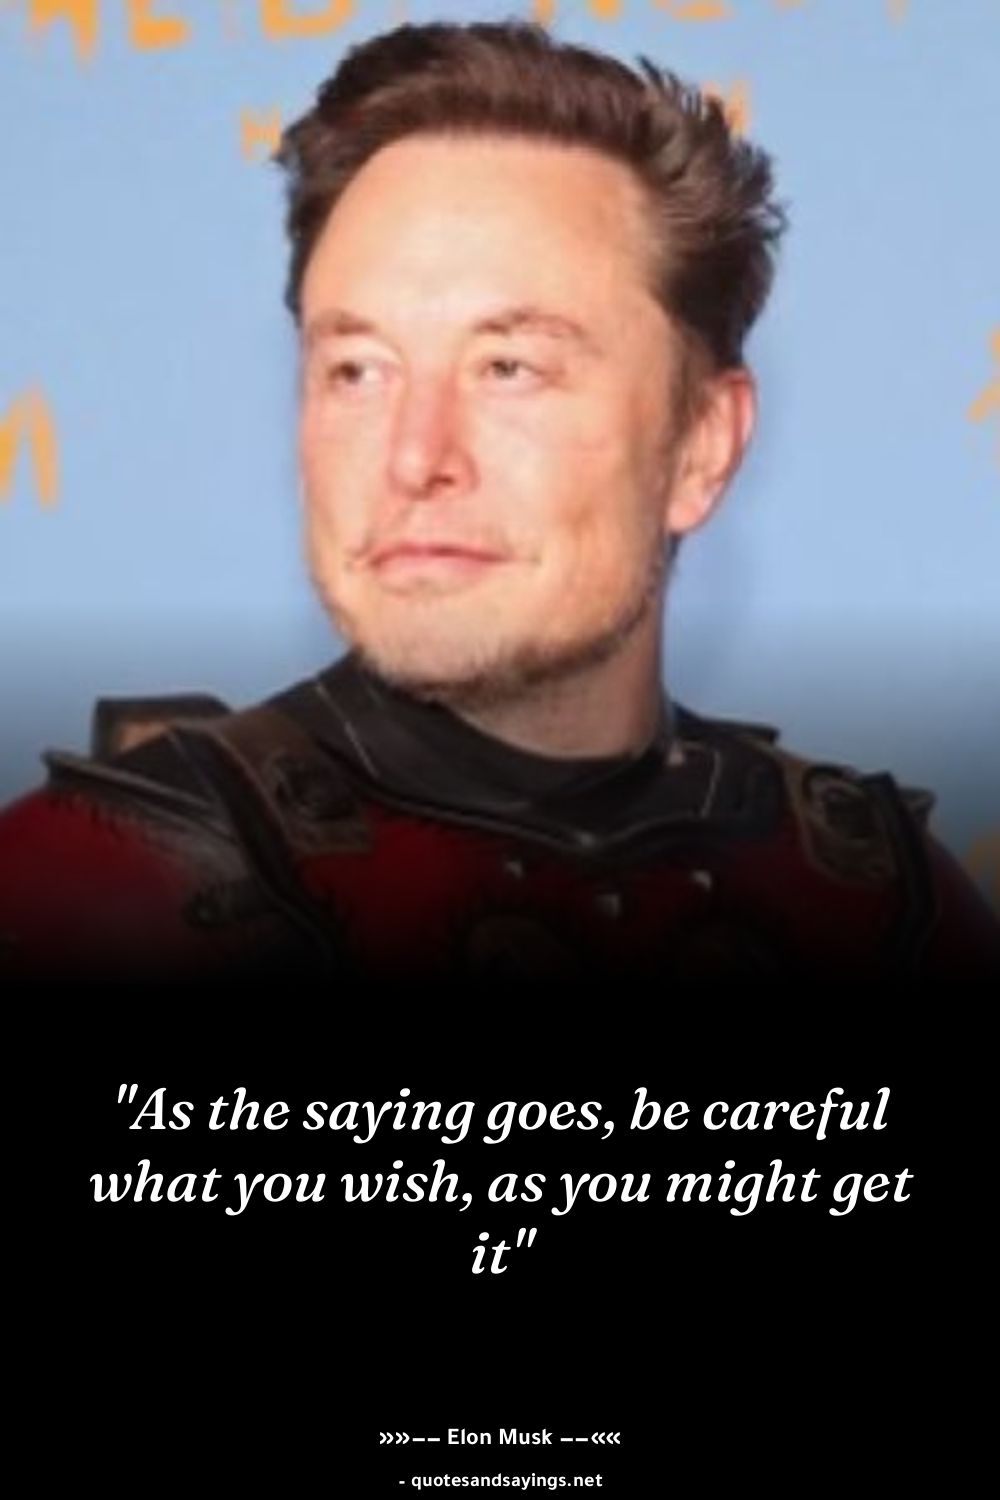 "As the saying goes, be careful
what you wish, as you might get
it"
»»–– Elon Musk ––««
- quotesandsayings.net